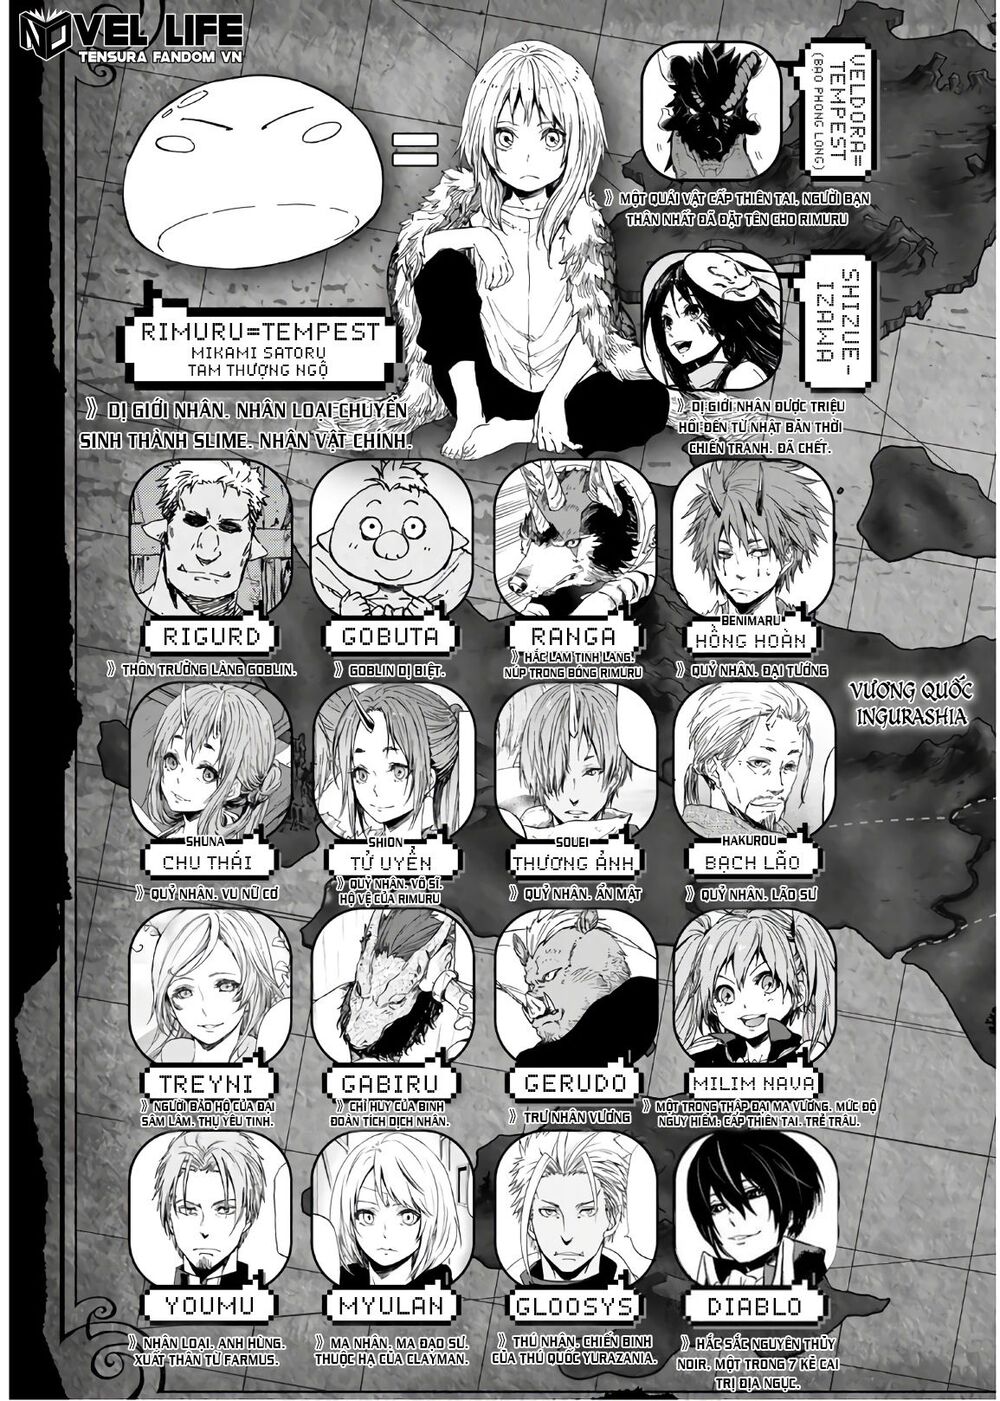 NOVEL LIFE
TENSURA FANDOM VN
VELDORA=
TEMPEST
(BẠO PHONG LONG)
》 MỘT QUÁI VẬT CẤP THIÊN TAI, NGƯỜI BẠN
THÂN NHẤT ĐÃ ĐẶT TÊN CHO RIMURU
SHIZUE-
IZAWA
》 DỊ GIỚI NHÂN ĐƯỢC TRIỆU
HỒI ĐẾN TỪ NHẬT BẢN THỜI
CHIẾN TRANH. ĐÃ CHẾT.
RIMURU=TEMPEST
MIKAMI SATORU
TAM THƯỢNG NGỘ
》 DỊ GIỚI NHÂN. NHÂN LOẠI CHUYỂN
SINH THÀNH SLIME. NHÂN VẬT CHÍNH.
RIGURD
》 THÔN TRƯỞNG LÀNG GOBLIN.
GOBUTA
》 GOBLIN DỊ BIỆT.
RANGA
》 HẮC LAM TINH LANG.
NÚP TRONG BÓNG RIMURU
BENIMARU
HỒNG HOÀN
》 QUỶ NHÂN. ĐẠI TƯỚNG
VƯƠNG QUỐC
INGURASHIA
SHUNA
CHU THÁI
》 QUỶ NHÂN. VU NỮ CƠ
SHION
TỬ UYỂN
》 QUỶ NHÂN. VÕ SĨ.
HỘ VỆ CỦA RIMURU
SOUEI
THƯƠNG ẢNH
》 QUỶ NHÂN. ẨN MẬT
HAKUROU
BẠCH LÃO
》 QUỶ NHÂN. LÃO SƯ
TREYNI
》 NGƯỜI BẢO HỘ CỦA ĐẠI
SÂM LÂM. THỤ YÊU TINH.
GABIRU
》 CHỈ HUY CỦA BINH
ĐOÀN TÍCH DỊCH NHÂN.
GERUDO
》 TRƯ NHÂN VƯƠNG
MILIM NAVA
》 MỘT TRONG THẬP ĐẠI MA VƯƠNG. MỨC ĐỘ
NGUY HIỂM: CẤP THIÊN TAI. TRẺ TRÂU.
YOUMU
》 NHÂN LOẠI. ANH HÙNG.
XUẤT THÂN TỪ FARMUS.
MYULAN
》 MA NHÂN. MA ĐẠO SƯ.
THUỘC HẠ CỦA CLAYMAN.
GLOOSYS
》 THÚ NHÂN. CHIẾN BINH
CỦA THÚ QUỐC YURAZANIA.
DIABLO
》 HẮC SẮC NGUYÊN THỦY
NOIR. MỘT TRONG 7 KẺ CAI
TRỊ ĐỊA NGỤC.